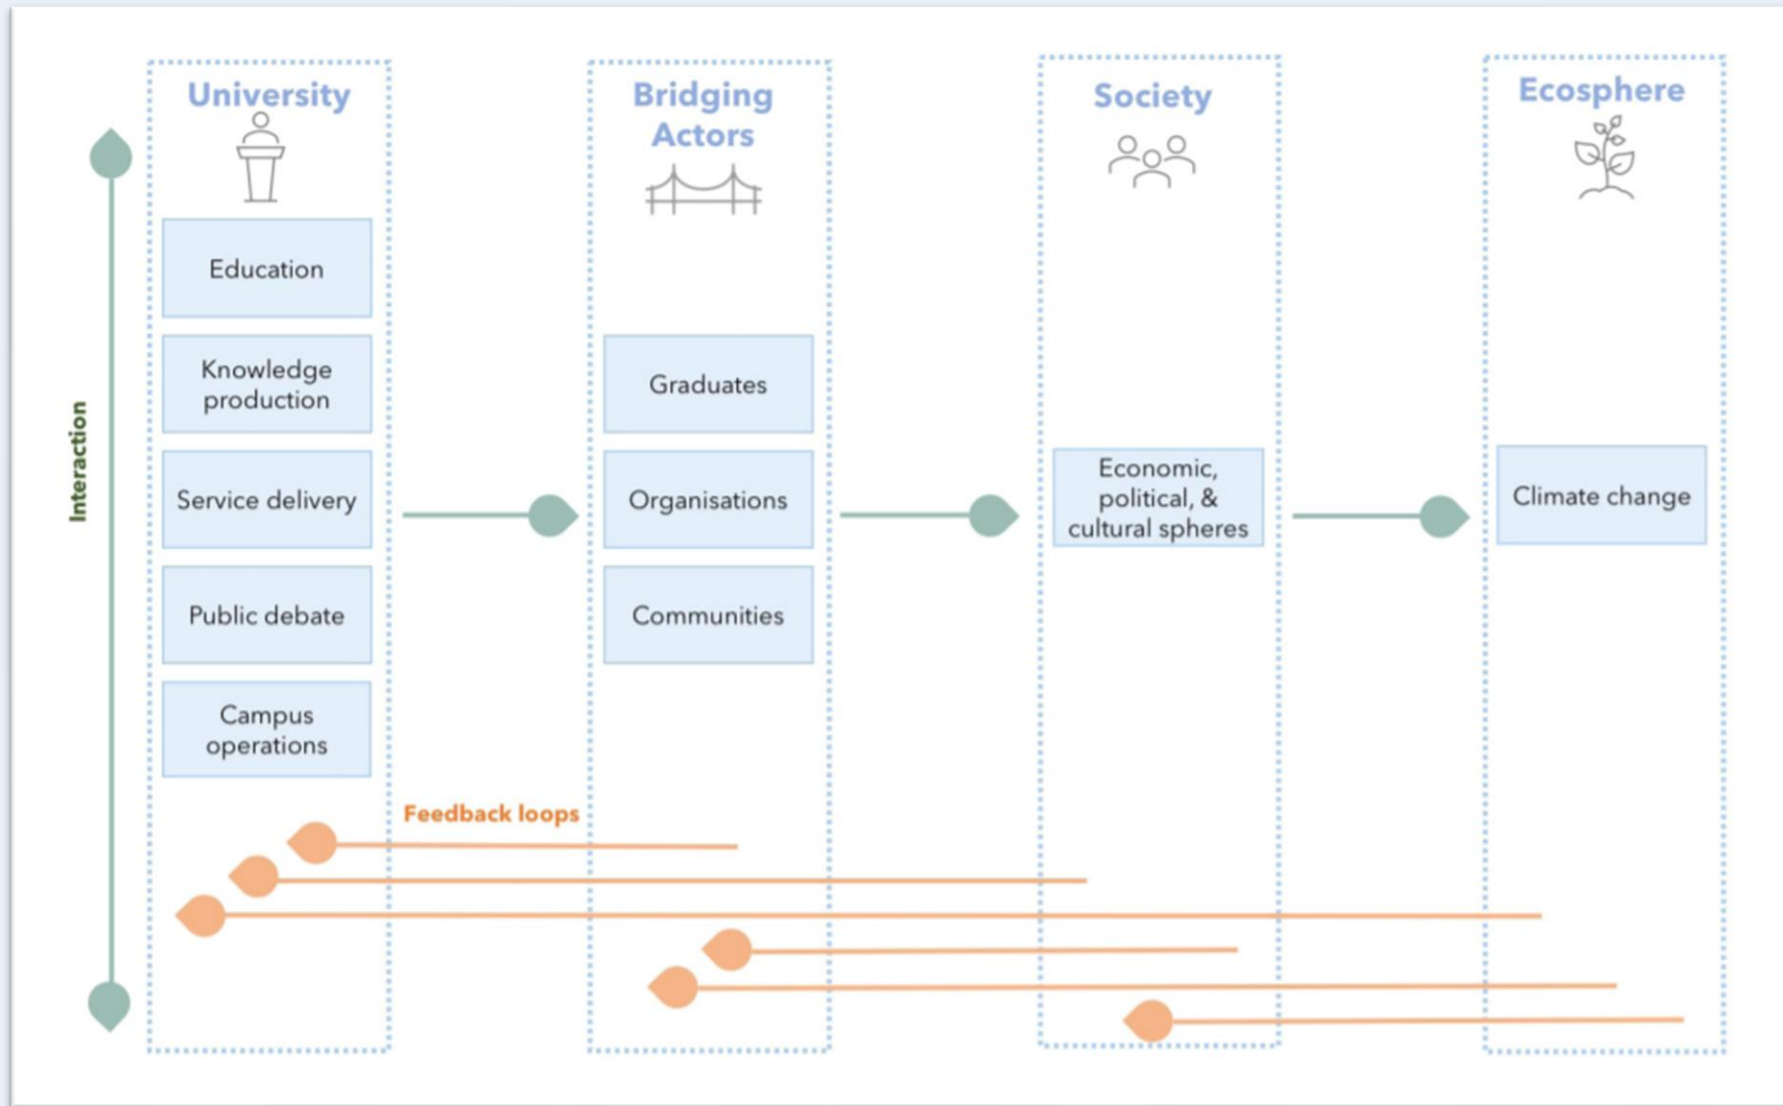 University
Bridging
Actors
Society
Ecosphere
Education
Knowledge
production
Graduates
Interaction
Service delivery
Organisations
Economic,
political, &
cultural spheres
Climate change
Public debate
Communities
Campus
operations
Feedback loops